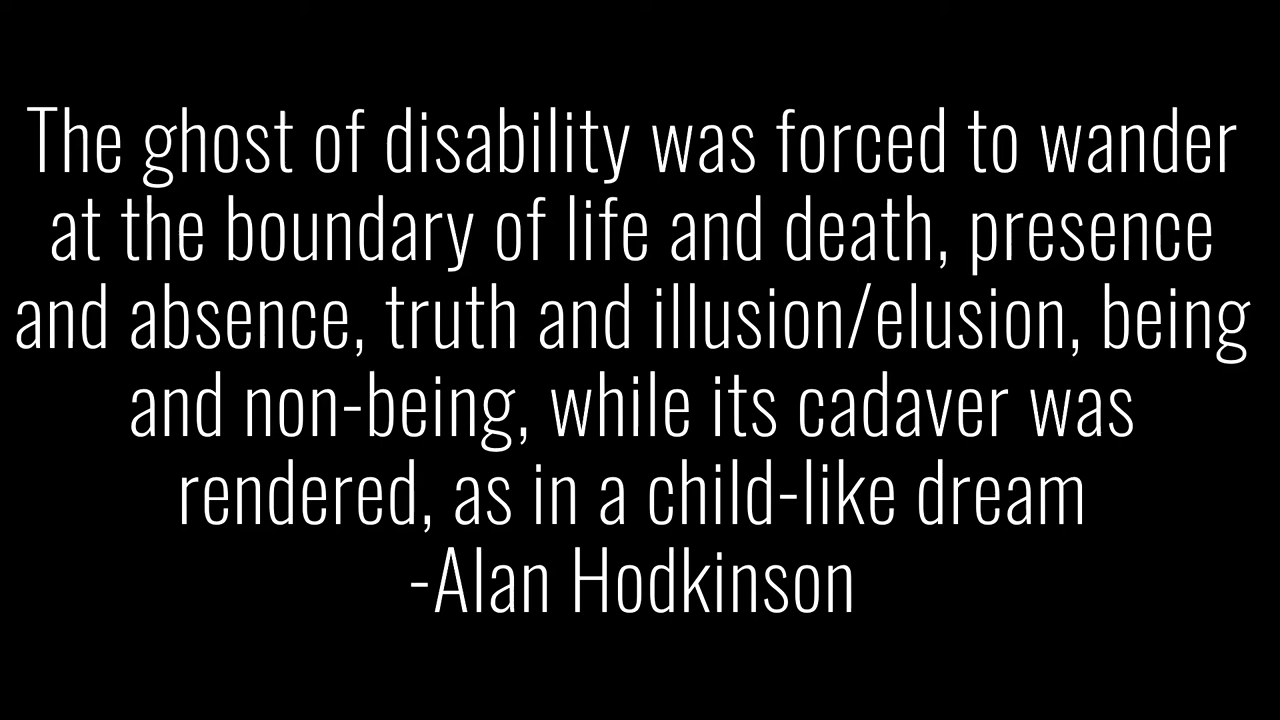 The ghost of disability was forced to wander
at the boundary of life and death, presence
and absence, truth and illusion/elusion, being
and non-being, while its cadaver was
rendered, as in a child-like dream
-Alan Hodkinson